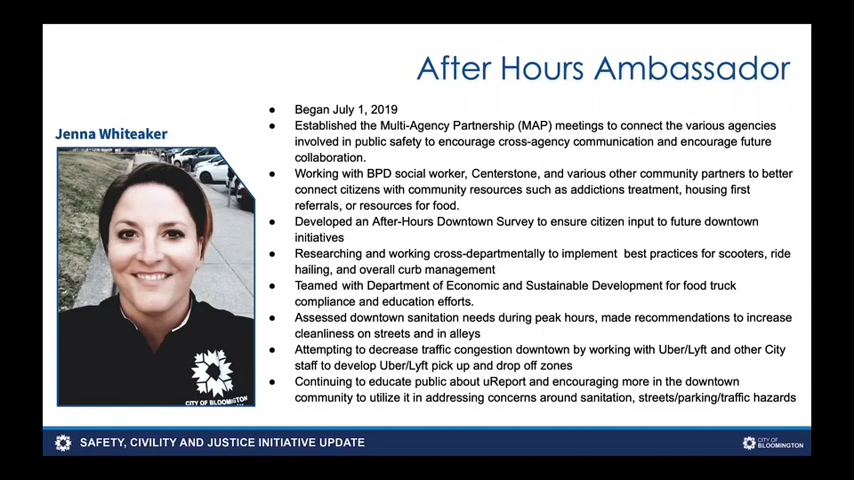 After Hours Ambassador
Jenna Whiteaker
CITY OF BLOOMINGTON
● Began July 1, 2019
● Established the Multi-Agency Partnership (MAP) meetings to connect the various agencies
involved in public safety to encourage cross-agency communication and encourage future
collaboration.
● Working with BPD social worker, Centerstone, and various other community partners to better
connect citizens with community resources such as addictions treatment, housing first
referrals, or resources for food.
● Developed an After-Hours Downtown Survey to ensure citizen input to future downtown
initiatives
● Researching and working cross-departmentally to implement  best practices for scooters, ride
hailing, and overall curb management
● Teamed with Department of Economic and Sustainable Development for food truck
compliance and education efforts.
● Assessed downtown sanitation needs during peak hours, made recommendations to increase
cleanliness on streets and in alleys
● Attempting to decrease traffic congestion downtown by working with Uber/Lyft and other City
staff to develop Uber/Lyft pick up and drop off zones
● Continuing to educate public about uReport and encouraging more in the downtown
community to utilize it in addressing concerns around sanitation, streets/parking/traffic hazards
SAFETY, CIVILITY AND JUSTICE INITIATIVE UPDATE
CITY OF
BLOOMINGTON